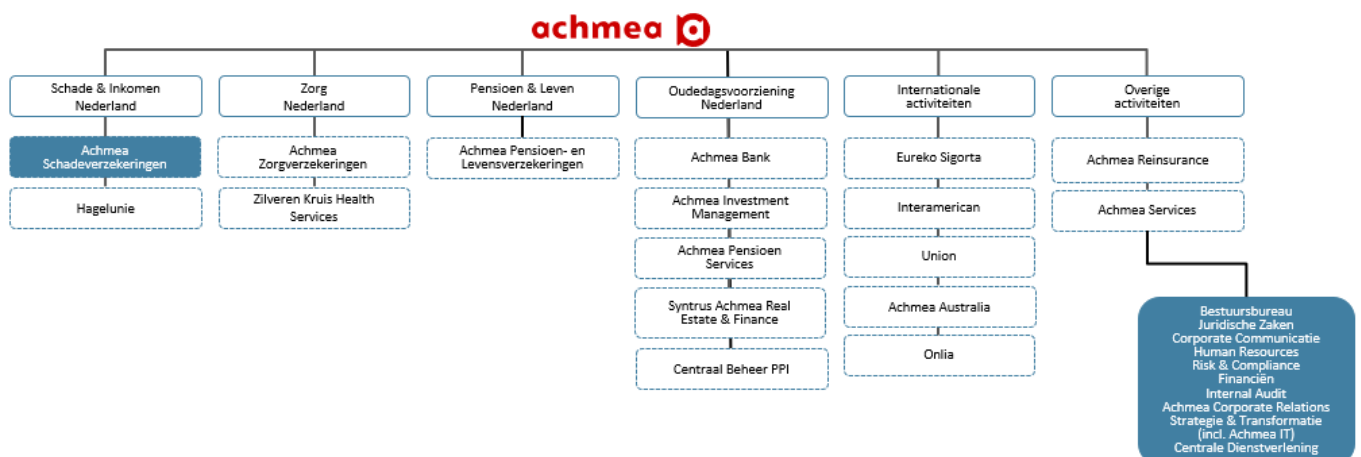 achmea
Schade & Inkomen
Nederland
Achmea
Schadeverzekeringen
Hagelunie
Zorg
Nederland
Achmea
Zorgverzekeringen
Zilveren Kruis Health
Services
Pensioen & Leven
Nederland
Achmea Pensioen- en
Levensverzekeringen
Oudedagsvoorziening
Nederland
Achmea Bank
Achmea Investment
Management
Achmea Pensioen
Services
Syntrus Achmea Real
Estate & Finance
Centraal Beheer PPI
Internationale
activiteiten
Eureko Sigorta
Interamerican
Union
Achmea Australia
Onlia
Overige
activiteiten
Achmea Reinsurance
Achmea Services
Bestuursbureau
Juridische Zaken
Corporate Communicatie
Human Resources
Risk & Compliance
Financiën
Internal Audit
Achmea Corporate Relations
Strategie & Transformatie
(incl. Achmea IT)
Centrale Dienstverlening